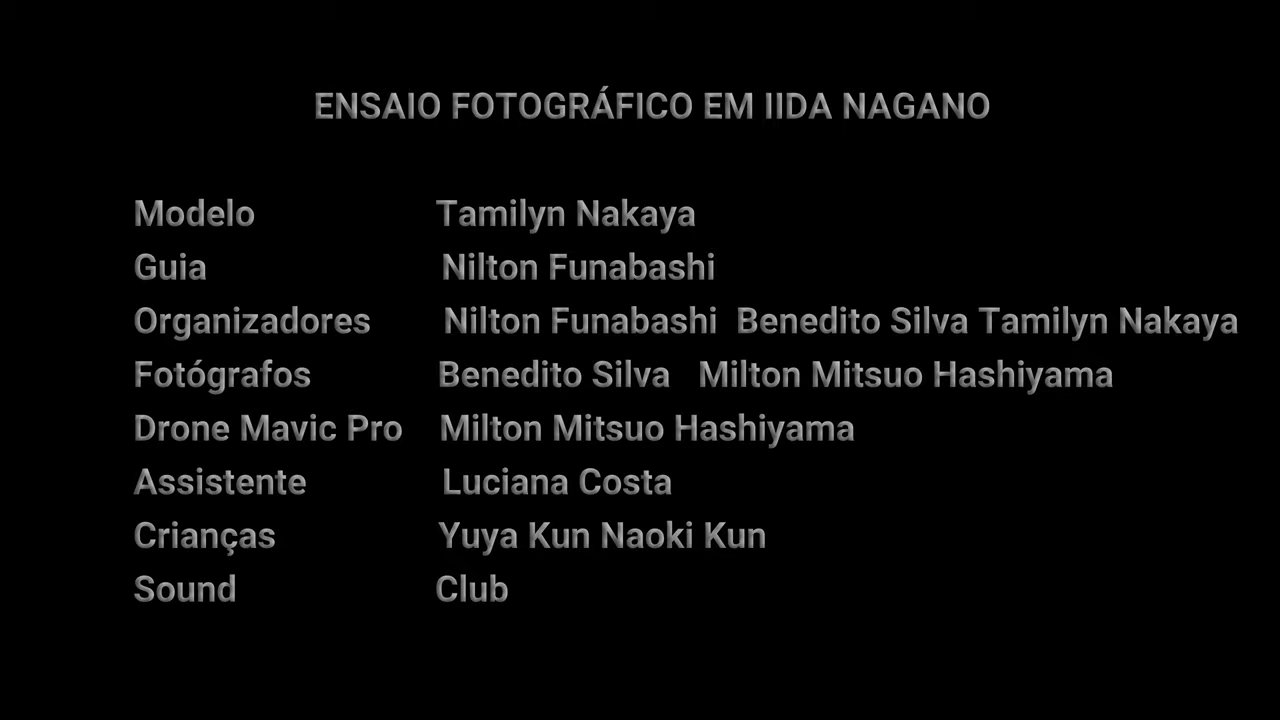 ENSAIO FOTOGRÁFICO EM IIDA NAGANO
Modelo Tamilyn Nakaya
Guia Nilton Funabashi
Organizadores Nilton Funabashi Benedito Silva Tamilyn Nakaya
Fotógrafos Benedito Silva Milton Mitsuo Hashiyama
Drone Mavic Pro Milton Mitsuo Hashiyama
Assistente Luciana Costa
Crianças Yuya Kun Naoki Kun
Sound Club